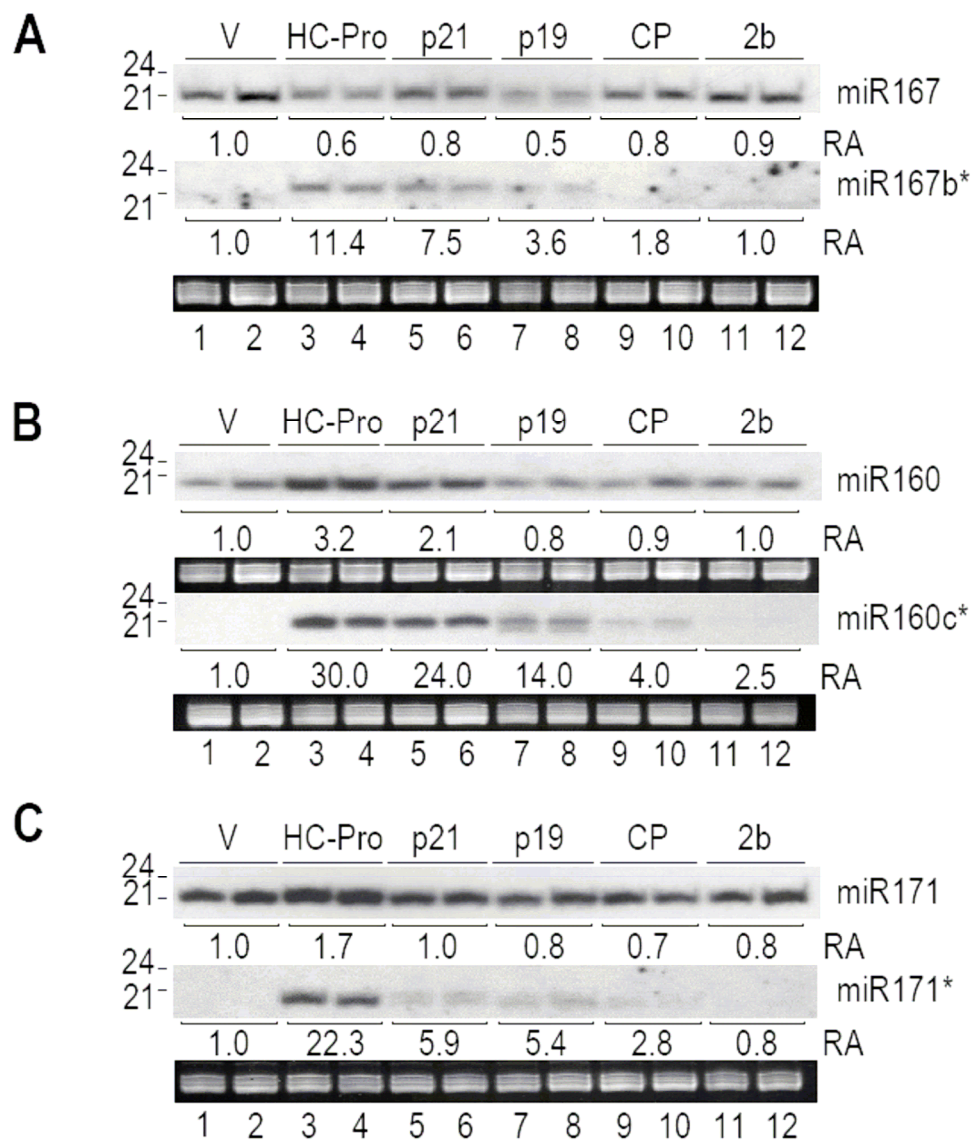 A
V HC-Pro p21 p19 CP 2b
24
21
miR167
1.0 0.6 0.8 0.5 0.8 0.9 RA
24
21
miR167b*
1.0 11.4 7.5 3.6 1.8 1.0 RA
1 2 3 4 5 6 7 8 9 10 11 12
B
V HC-Pro p21 p19 CP 2b
24
21
miR160
1.0 3.2 2.1 0.8 0.9 1.0 RA
24
21
miR160c*
1.0 30.0 24.0 14.0 4.0 2.5 RA
1 2 3 4 5 6 7 8 9 10 11 12
C
V HC-Pro p21 p19 CP 2b
24
21
miR171
1.0 1.7 1.0 0.8 0.7 0.8 RA
24
21
miR171*
1.0 22.3 5.9 5.4 2.8 0.8 RA
1 2 3 4 5 6 7 8 9 10 11 12